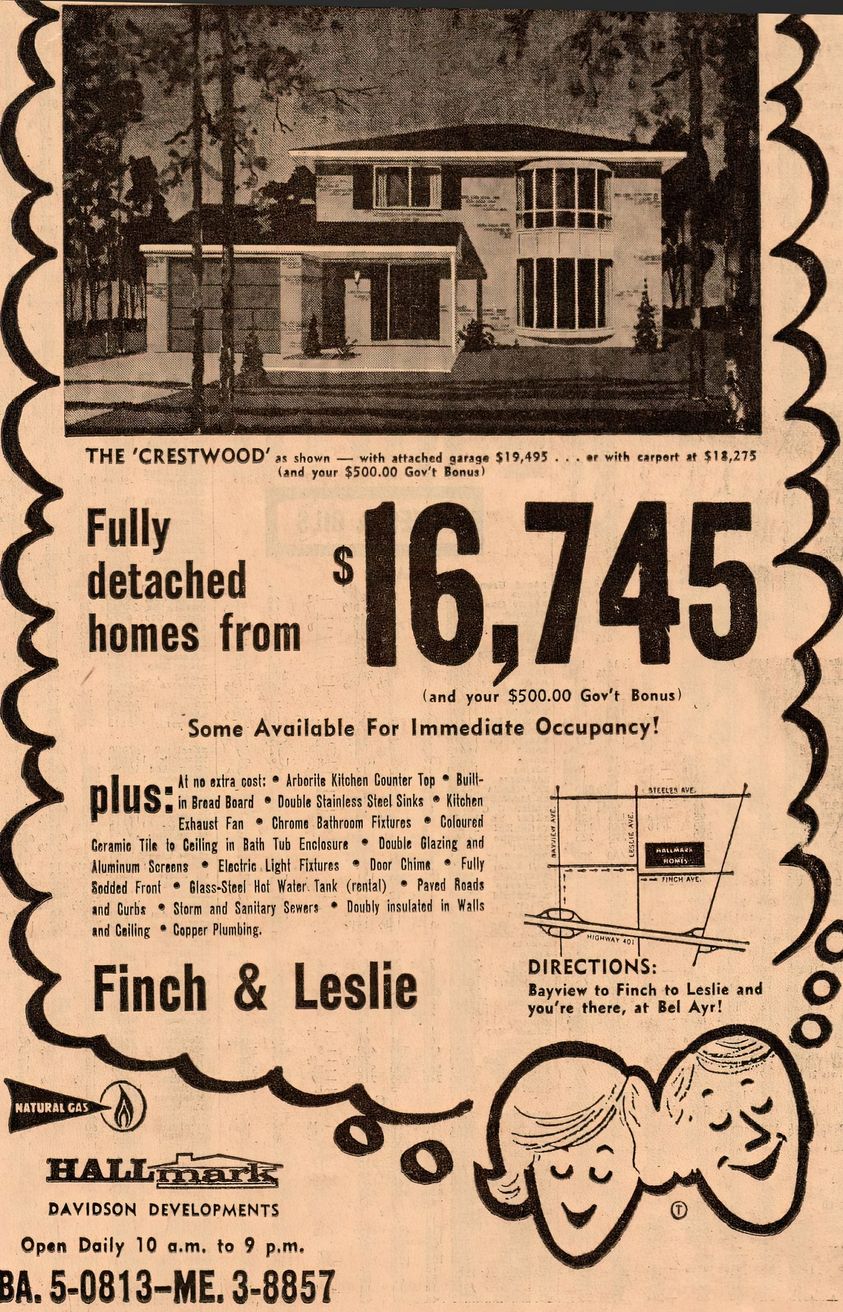 THE 'CRESTWOOD' as shown — with attached garage $19,495 . . . or with carport at $18,275
(and your $500.00 Gov't Bonus)
Fully
detached
homes from
$16,745
(and your $500.00 Gov't Bonus)
Some Available For Immediate Occupancy!
plus: At no extra cost: • Arborite Kitchen Counter Top • Built-
in Bread Board • Double Stainless Steel Sinks • Kitchen
Exhaust Fan • Chrome Bathroom Fixtures • Coloured
Ceramic Tile to Ceiling in Bath Tub Enclosure • Double Glazing and
Aluminum Screens • Electric Light Fixtures • Door Chime • Fully
Sodded Front • Glass-Steel Hot Water Tank (rental) • Paved Roads
and Curbs • Storm and Sanitary Sewers • Doubly insulated in Walls
and Ceiling • Copper Plumbing.
STEELES AVE.
BAYVIEW AVE.
LESLIE AVE.
HALLMARK
HOMES
FINCH AVE.
HIGHWAY 401
Finch & Leslie
DIRECTIONS:
Bayview to Finch to Leslie and
you're there, at Bel Ayr!
NATURAL GAS
HALLmark
DAVIDSON DEVELOPMENTS
Open Daily 10 a.m. to 9 p.m.
BA. 5-0813–ME. 3-8857
T